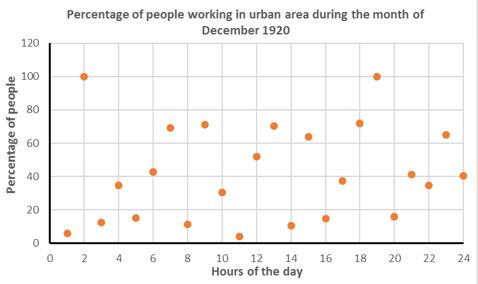 Percentage of people working in urban area during the month of
December 1920
120
100
80
60
40
20
0
Percentage of people
0 2 4 6 8 10 12 14 16 18 20 22 24
Hours of the day